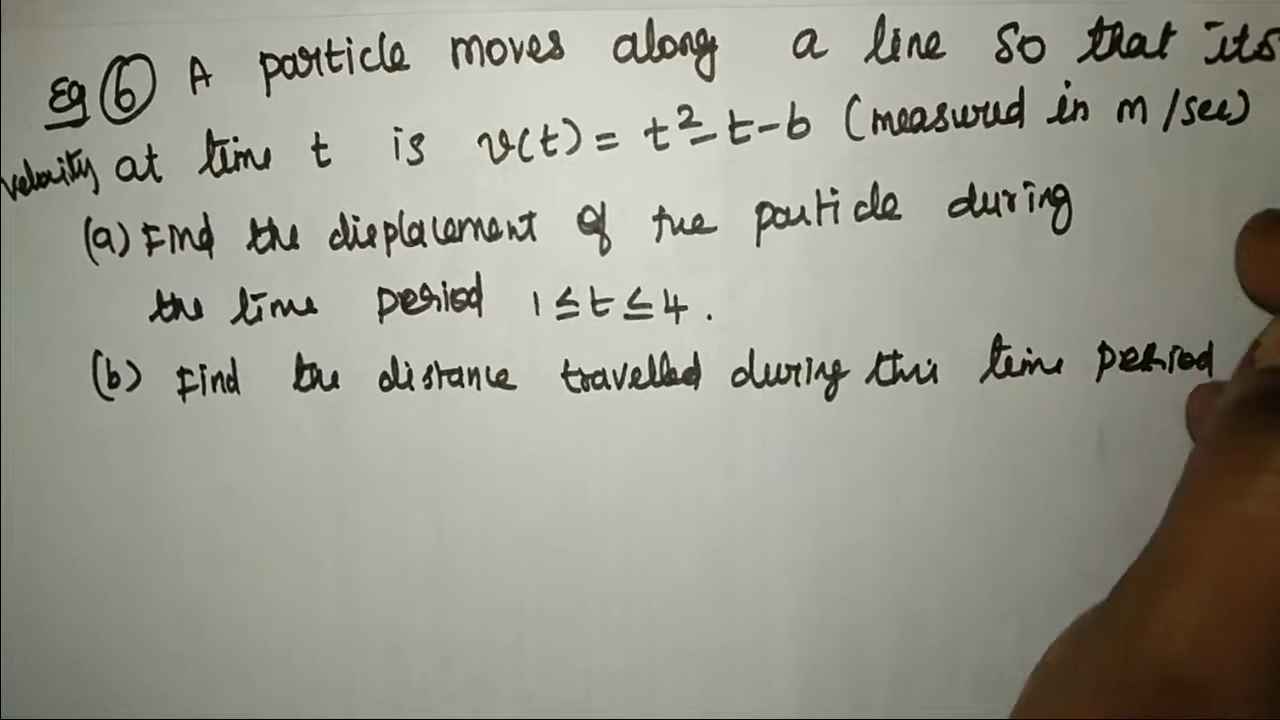 Eg 6 A particle moves along a line so that its
velocity at time t is v(t) = t² - t - 6 (measured in m/sec)
(a) Find the displacement of the particle during
the time period 1 ≤ t ≤ 4.
(b) Find the distance travelled during this time period